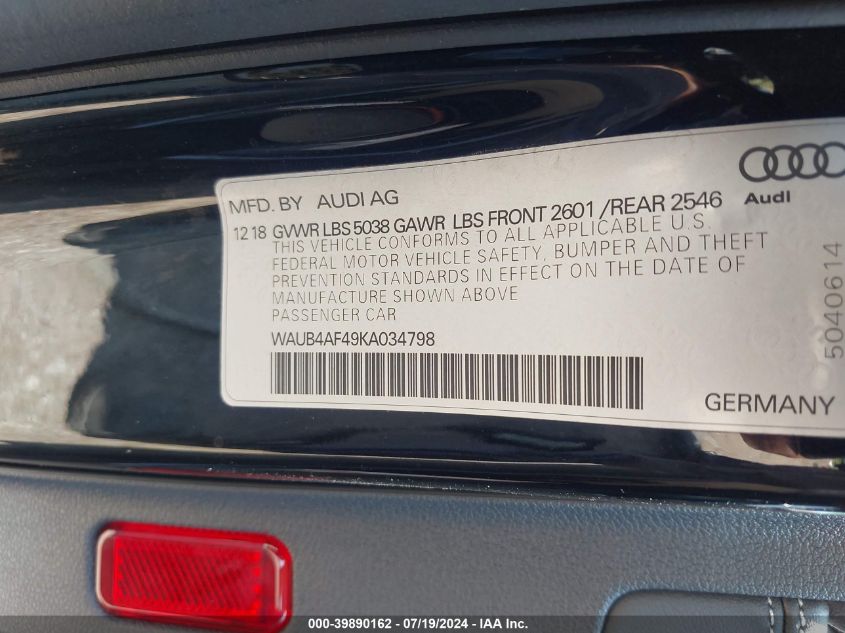 MFD. BY AUDI AG
Audi
12 18 GVWR LBS 5038 GAWR LBS FRONT 2601 /REAR 2546
THIS VEHICLE CONFORMS TO ALL APPLICABLE U.S.
FEDERAL MOTOR VEHICLE SAFETY, BUMPER AND THEFT
PREVENTION STANDARDS IN EFFECT ON THE DATE OF
MANUFACTURE SHOWN ABOVE
PASSENGER CAR
WAUB4AF49KA034798
GERMANY
5040614
000-39890162 - 07/19/2024 - IAA Inc.